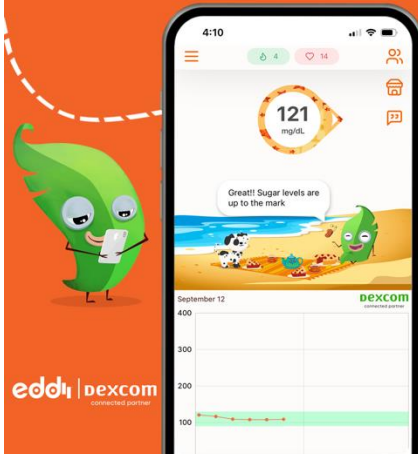 4:10
4
14
121
mg/dL
Great!! Sugar levels are
up to the mark
September 12
Dexcom
connected partner
400
300
200
100
eddii | Dexcom
connected partner